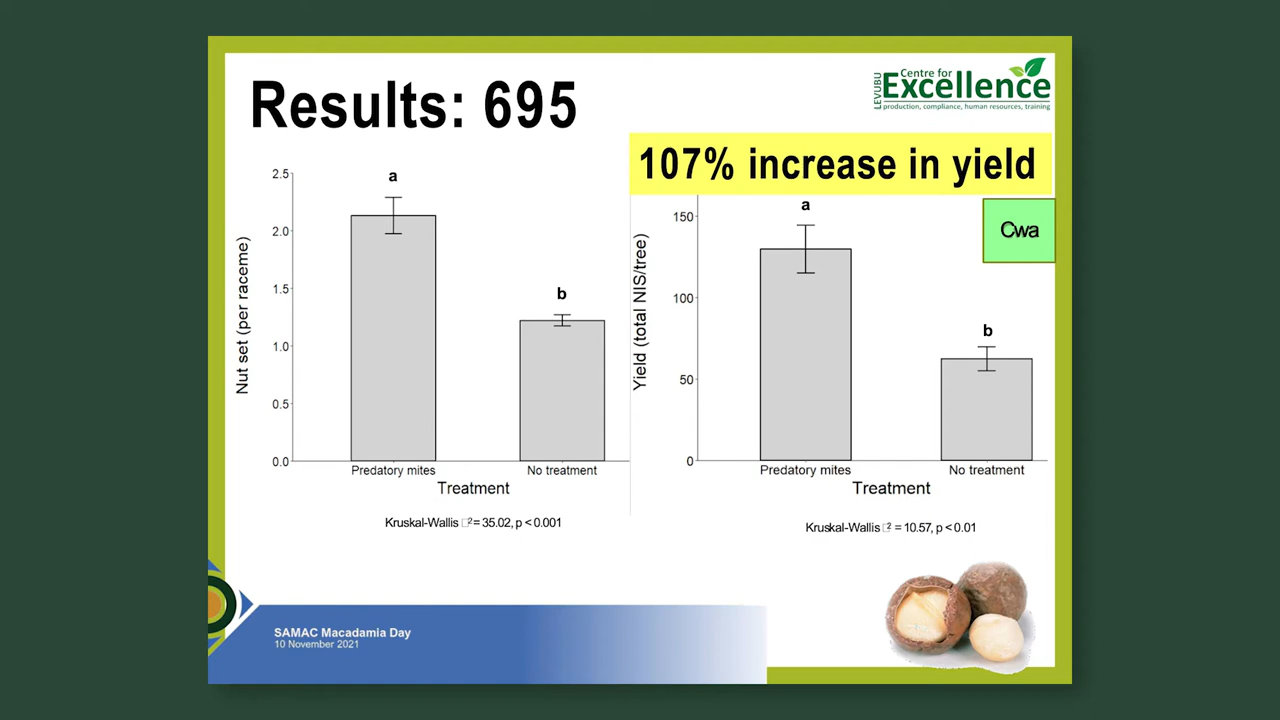 Results: 695
LEVUBU
Centre for
Excellence
production, compliance, human resources, training
107% increase in yield
Cwa
Nut set (per raceme)
2.5
2.0
1.5
1.0
0.5
0.0
a
b
Predatory mites
No treatment
Treatment
Kruskal-Wallis 2= 35.02, p < 0.001
Yield (total NIS/tree)
150
100
50
0
a
b
Predatory mites
No treatment
Treatment
Kruskal-Wallis 2 = 10.57, p < 0.01
SAMAC Macadamia Day
10 November 2021